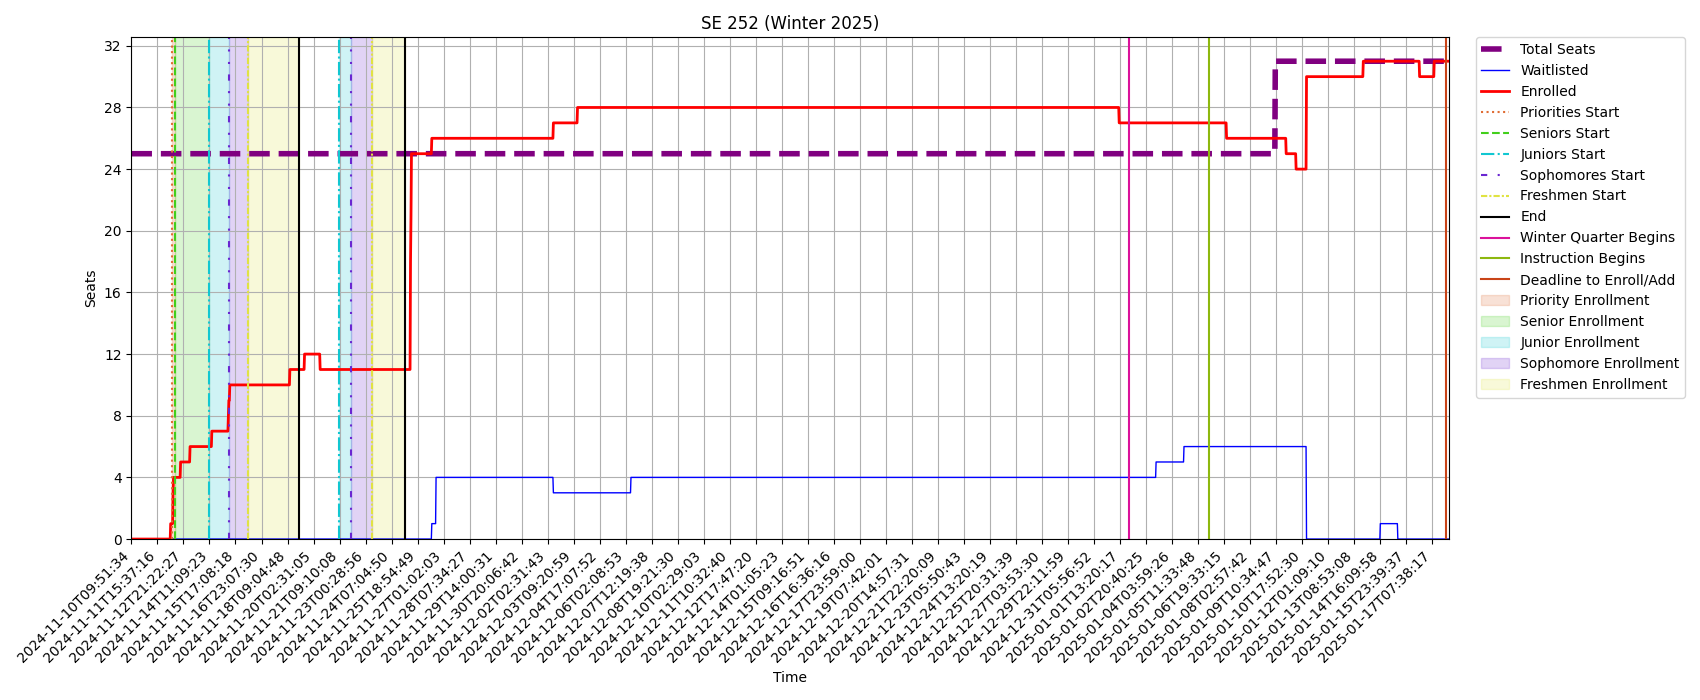 SE 252 (Winter 2025)
32
28
24
20
16
12
8
4
0
Seats
2024-11-10T09:51:34
2024-11-11T15:37:16
2024-11-12T21:22:27
2024-11-14T11:09:23
2024-11-15T17:08:18
2024-11-16T23:07:30
2024-11-18T09:04:48
2024-11-20T02:31:05
2024-11-21T09:10:08
2024-11-23T00:28:56
2024-11-24T07:04:50
2024-11-25T18:54:49
2024-11-27T01:02:03
2024-11-28T07:34:27
2024-11-29T14:00:31
2024-11-30T20:06:42
2024-12-02T02:31:43
2024-12-03T09:20:59
2024-12-04T17:07:52
2024-12-06T02:08:53
2024-12-07T12:19:38
2024-12-08T19:21:30
2024-12-10T02:29:03
2024-12-11T10:32:40
2024-12-12T17:47:20
2024-12-14T01:05:23
2024-12-15T09:16:51
2024-12-16T16:36:16
2024-12-17T23:59:00
2024-12-19T07:42:01
2024-12-20T14:57:31
2024-12-21T22:20:09
2024-12-23T05:50:43
2024-12-24T13:20:19
2024-12-25T20:31:39
2024-12-27T03:53:30
2024-12-29T22:11:59
2024-12-31T05:56:52
2025-01-01T13:20:17
2025-01-02T20:40:25
2025-01-04T03:59:26
2025-01-05T11:33:48
2025-01-06T19:33:15
2025-01-08T02:57:42
2025-01-09T10:34:47
2025-01-10T17:52:30
2025-01-12T01:09:10
2025-01-13T08:53:08
2025-01-14T16:09:58
2025-01-15T23:39:37
2025-01-17T07:38:17
Time
Total Seats
Waitlisted
Enrolled
Priorities Start
Seniors Start
Juniors Start
Sophomores Start
Freshmen Start
End
Winter Quarter Begins
Instruction Begins
Deadline to Enroll/Add
Priority Enrollment
Senior Enrollment
Junior Enrollment
Sophomore Enrollment
Freshmen Enrollment